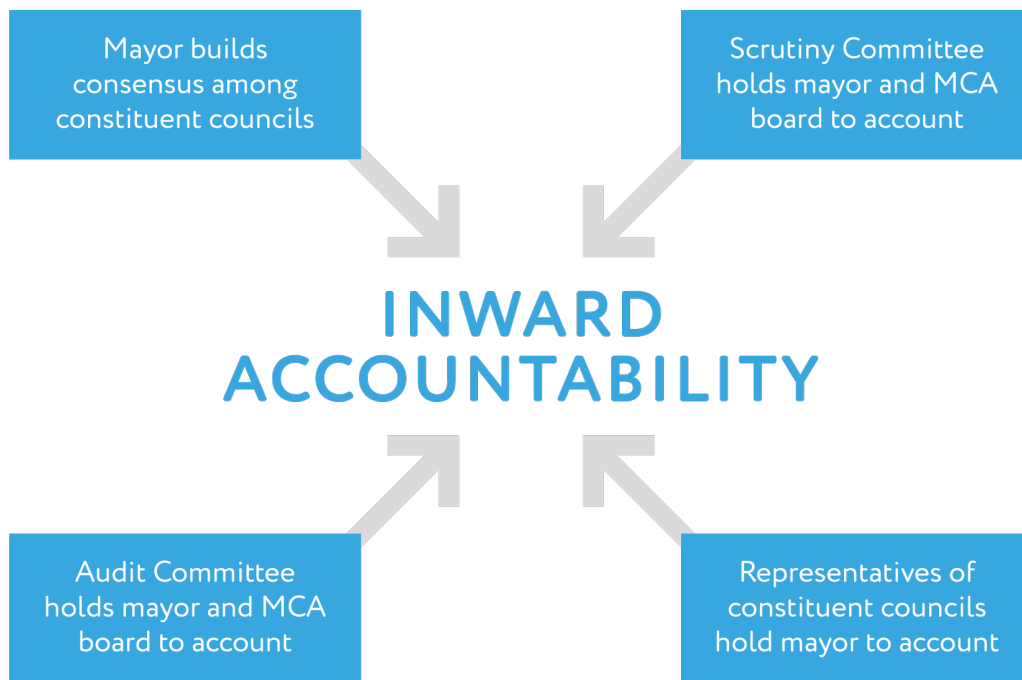 Mayor builds
consensus among
constituent councils
Scrutiny Committee
holds mayor and MCA
board to account
INWARD
ACCOUNTABILITY
Audit Committee
holds mayor and MCA
board to account
Representatives of
constituent councils
hold mayor to account